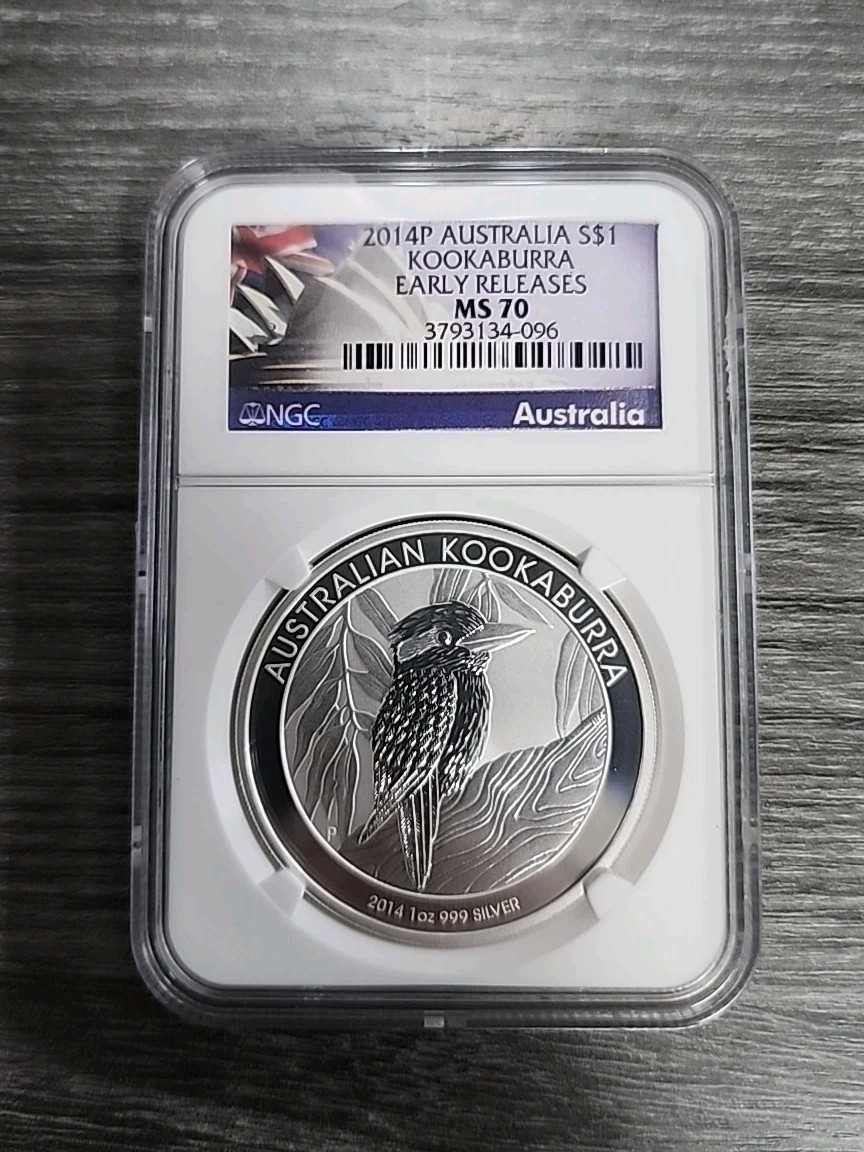 2014P AUSTRALIA S$1
KOOKABURRA
EARLY RELEASES
MS 70
3793134-096
NGC Australia
AUSTRALIAN KOOKABURRA
P
2014 1oz 999 SILVER